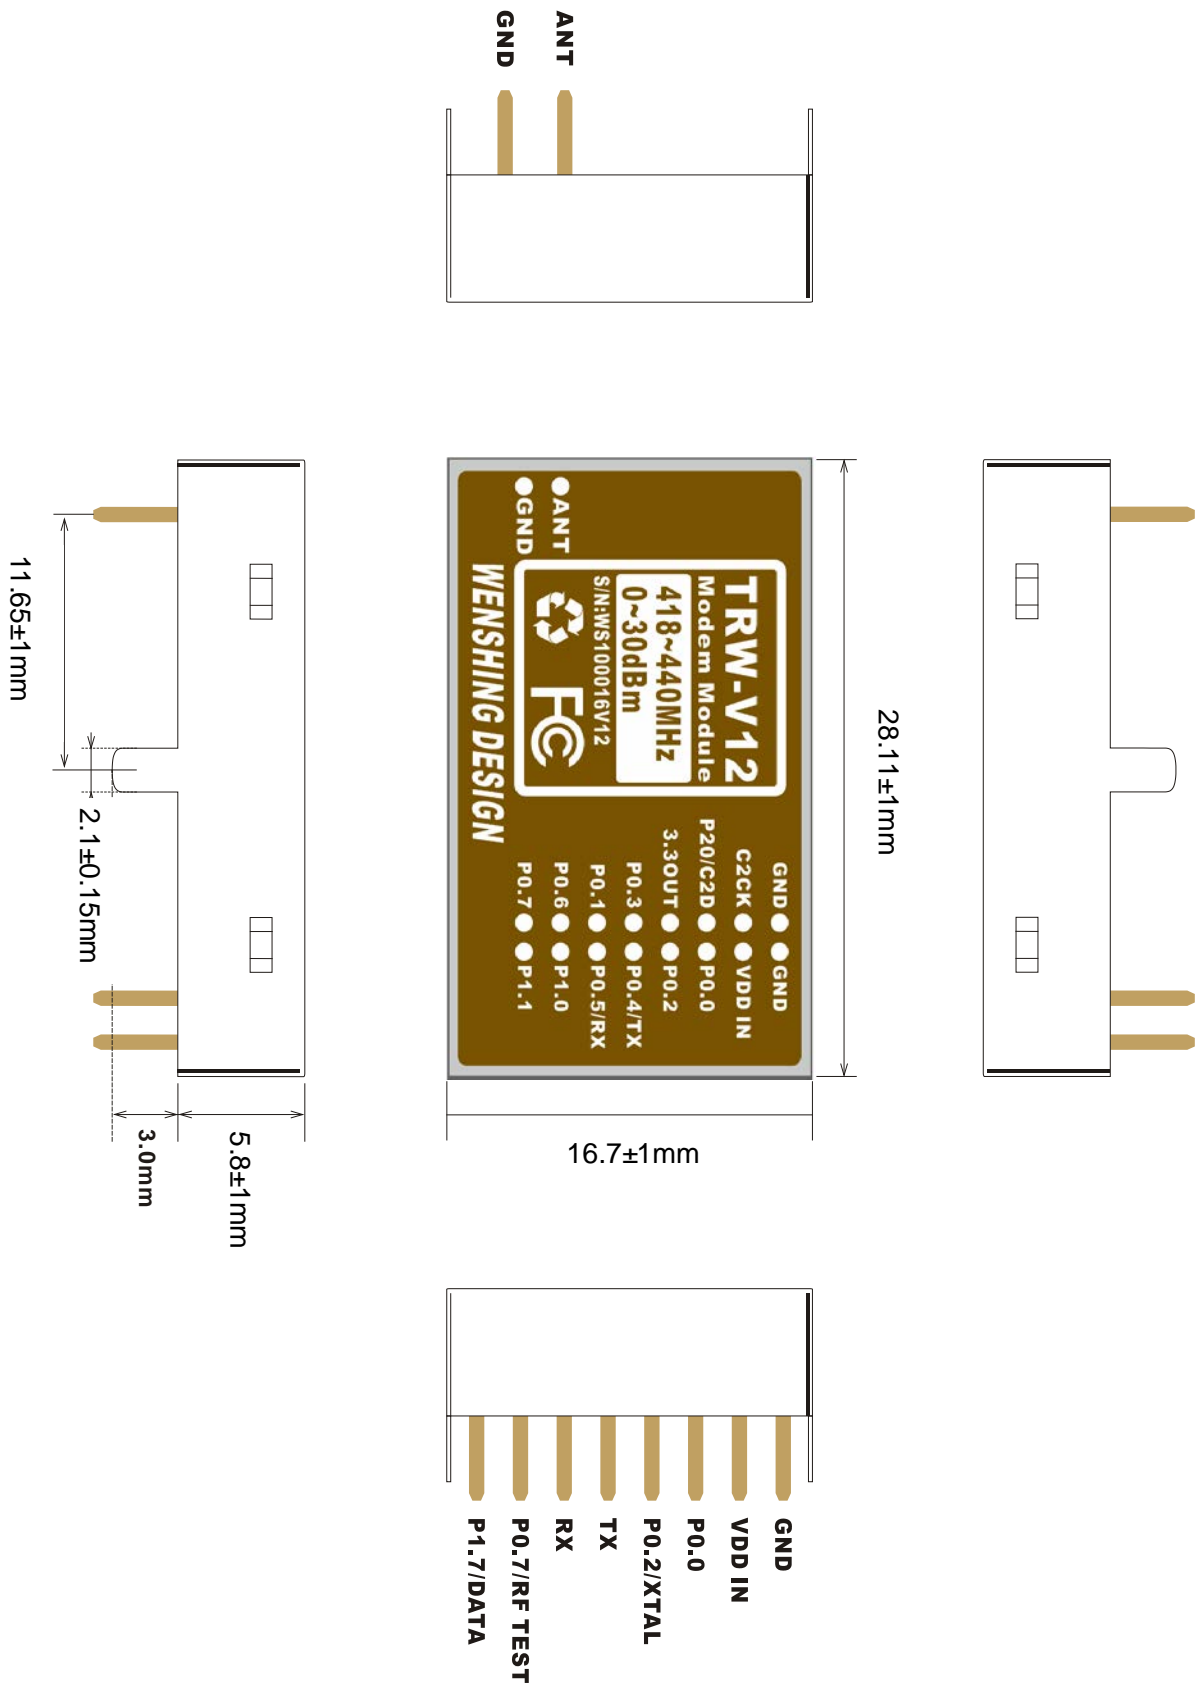 GND
ANT
28.11±1mm
11.65±1mm
2.1±0.15mm
3.0mm
5.8±1mm
16.7±1mm
TRW-V12
Modem Module
418~440MHz
0~30dBm
S/N:WS100016V12
FC
WENSHING DESIGN
ANT
GND
GND GND
C2CK VDD IN
P20/C2D P0.0
3.3OUT P0.2
P0.3 P0.4/TX
P0.1 P0.5/RX
P0.6 P1.0
P0.7 P1.1
GND
VDD IN
P0.0
P0.2/XTAL
TX
RX
P0.7/RF TEST
P1.7/DATA